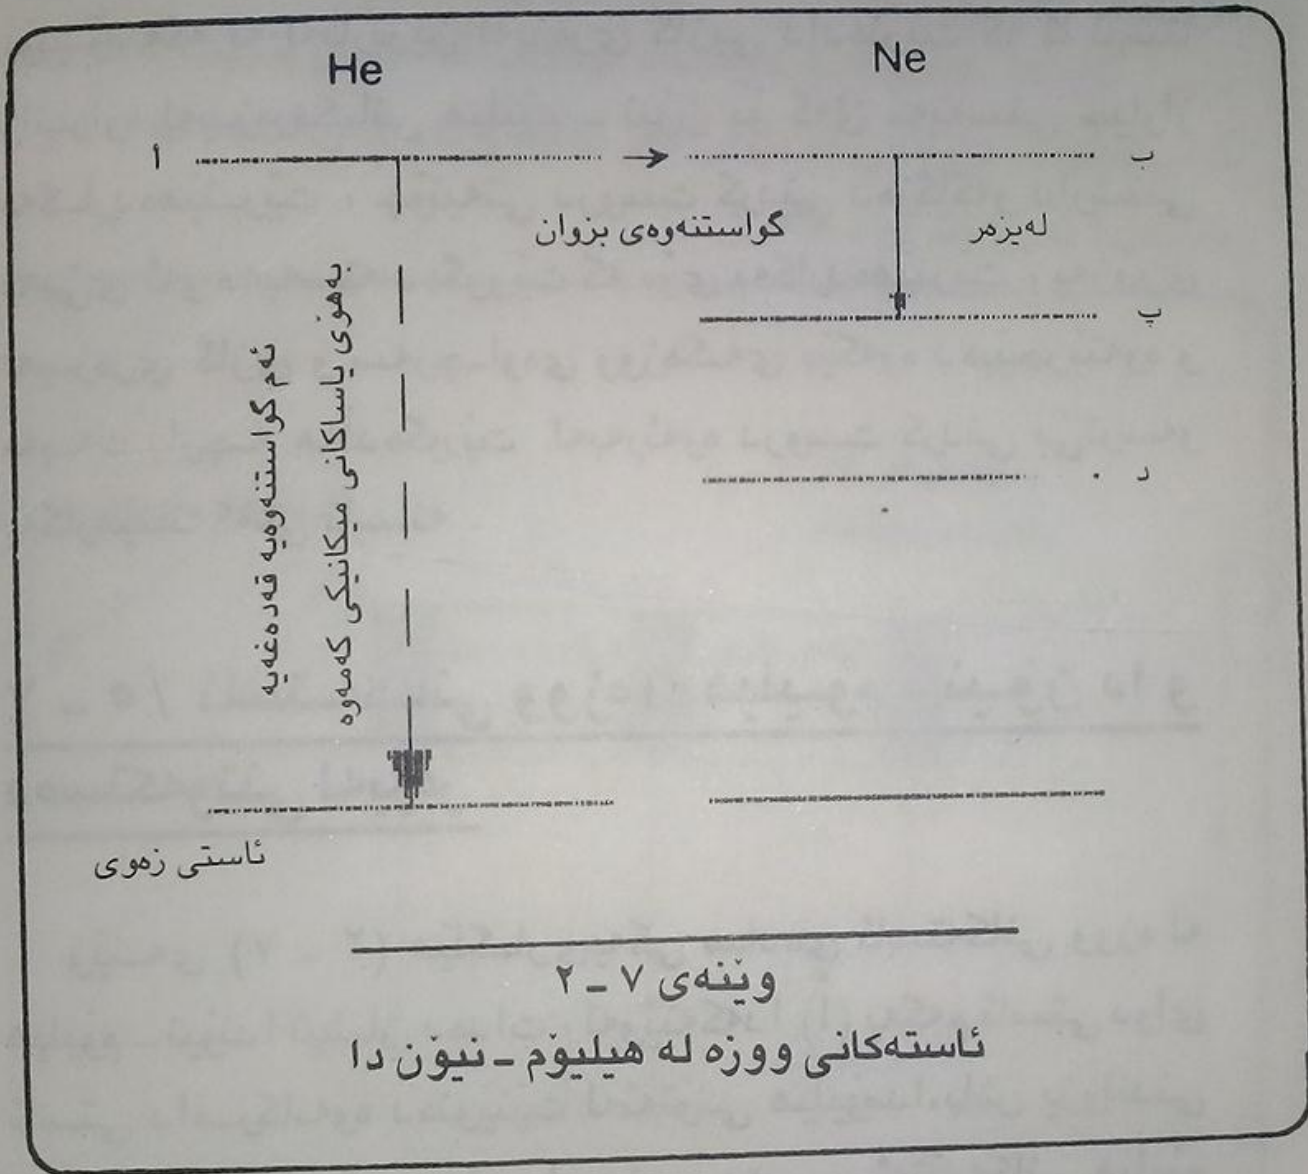 He
Ne
أ
ب
گواستنەوەی بزوان
لەیزەر
پ
د
ئەم گواستنەوەیە قەدەغەیە
بەهۆی یاساکانی میکانیکی کەمەوە
ئاستی زەوی
وێنەی ٧ - ٢
ئاستەکانی ووزە لە هیلیۆم - نیۆن دا